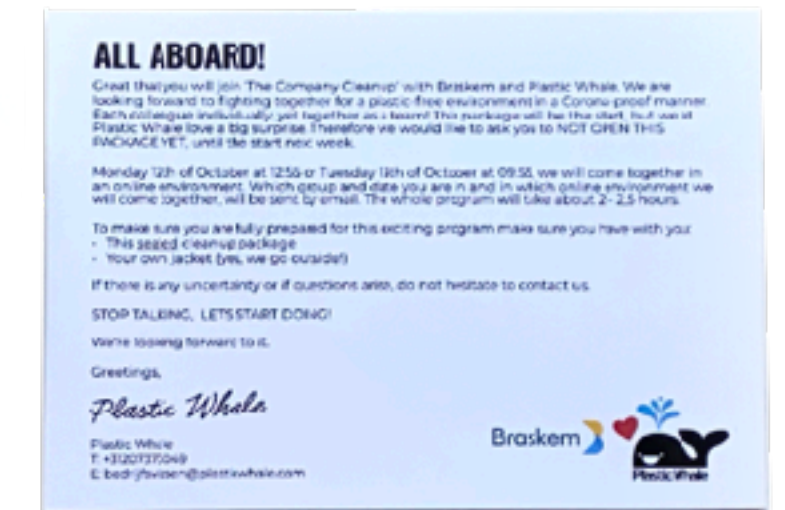 ALL ABOARD!
Great that you will join 'The Company Cleanup' with Braskem and Plastic Whale. We are
looking forward to fighting together for a plastic-free environment in a Corona-proof manner.
Each colleague individually yet together as a team! This package will be the start, but we at
Plastic Whale love a big surprise. Therefore we would like to ask you to NOT OPEN THIS
PACKAGE YET, until the start next week.
Monday 12th of October at 12:55 or Tuesday 13th of October at 09:55, we will come together in
an online environment. Which group and date you are in and in which online environment we
will come together, will be sent by email. The whole program will take about 2- 2,5 hours.
To make sure you are fully prepared for this exciting program make sure you have with you:
- This sealed cleanup package
- Your own jacket (yes, we go outside!)
If there is any uncertainty or if questions arise, do not hesitate to contact us.
STOP TALKING, LETS START DOING!
We're looking forward to it.
Greetings,
Plastic Whale
Plastic Whale
T: +31207371049
E: bedrijfsvissen@plasticwhale.com
Braskem
Plastic Whale